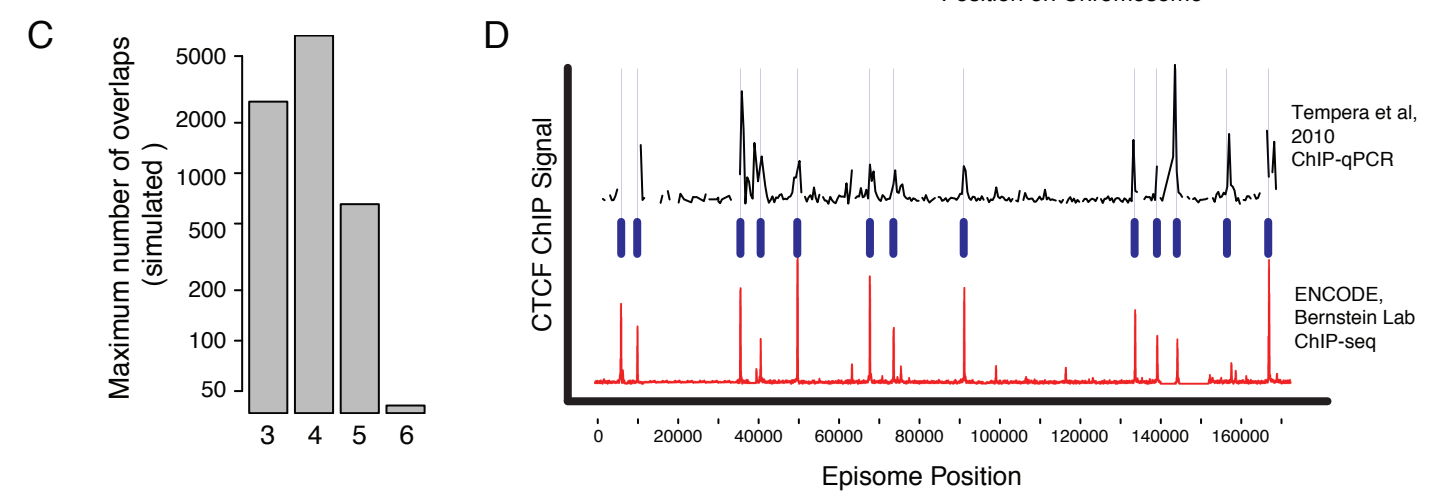 Position on Chromosome
C
Maximum number of overlaps
(simulated )
5000
2000
1000
500
200
100
50
3 4 5 6
D
CTCF ChIP Signal
Tempera et al,
2010
ChIP-qPCR
ENCODE,
Bernstein Lab
ChIP-seq
0 20000 40000 60000 80000 100000 120000 140000 160000
Episome Position